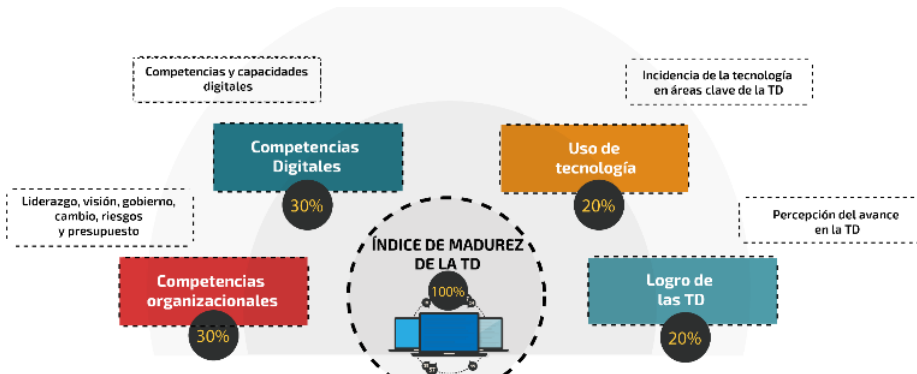 Competencias y capacidades
digitales
Incidencia de la tecnología
en áreas clave de la TD
Competencias
Digitales
30%
Uso de
tecnología
20%
Liderazgo, visión, gobierno,
cambio, riesgos
y presupuesto
Percepción del avance
en la TD
ÍNDICE DE MADUREZ
DE LA TD
100%
Competencias
organizacionales
30%
Logro de
las TD
20%